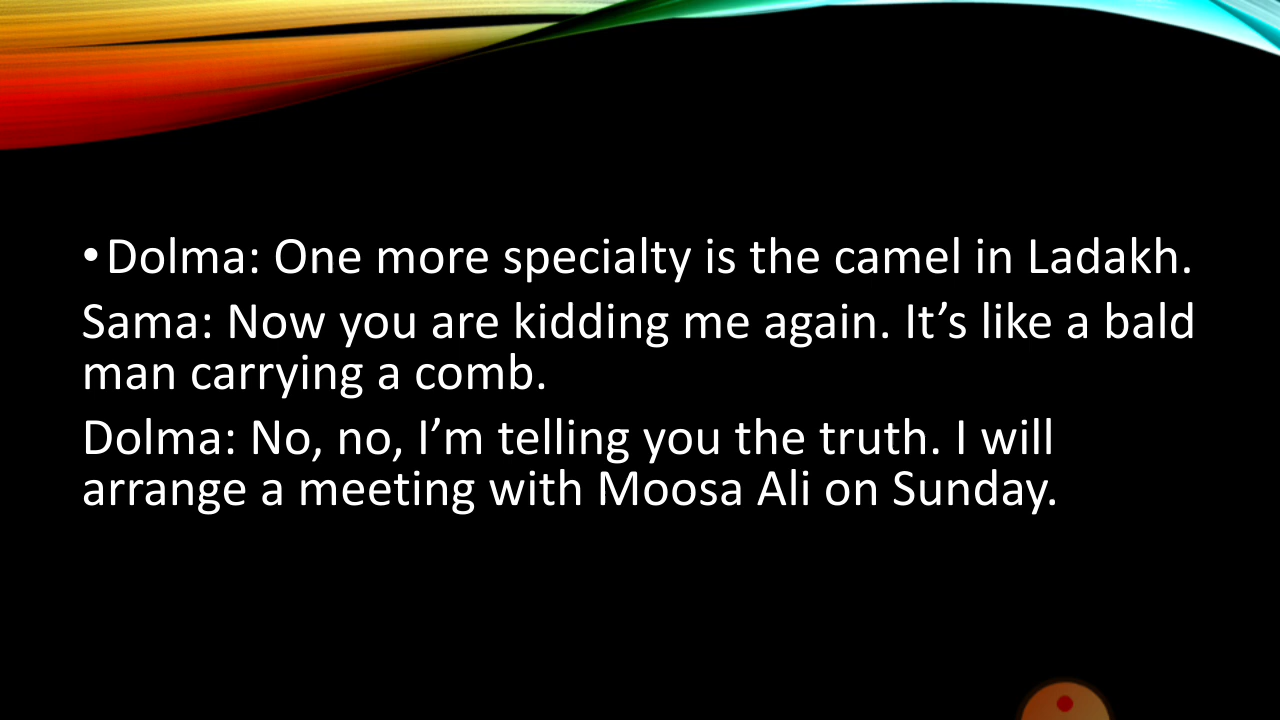 •Dolma: One more specialty is the camel in Ladakh.
Sama: Now you are kidding me again. It’s like a bald
man carrying a comb.
Dolma: No, no, I’m telling you the truth. I will
arrange a meeting with Moosa Ali on Sunday.